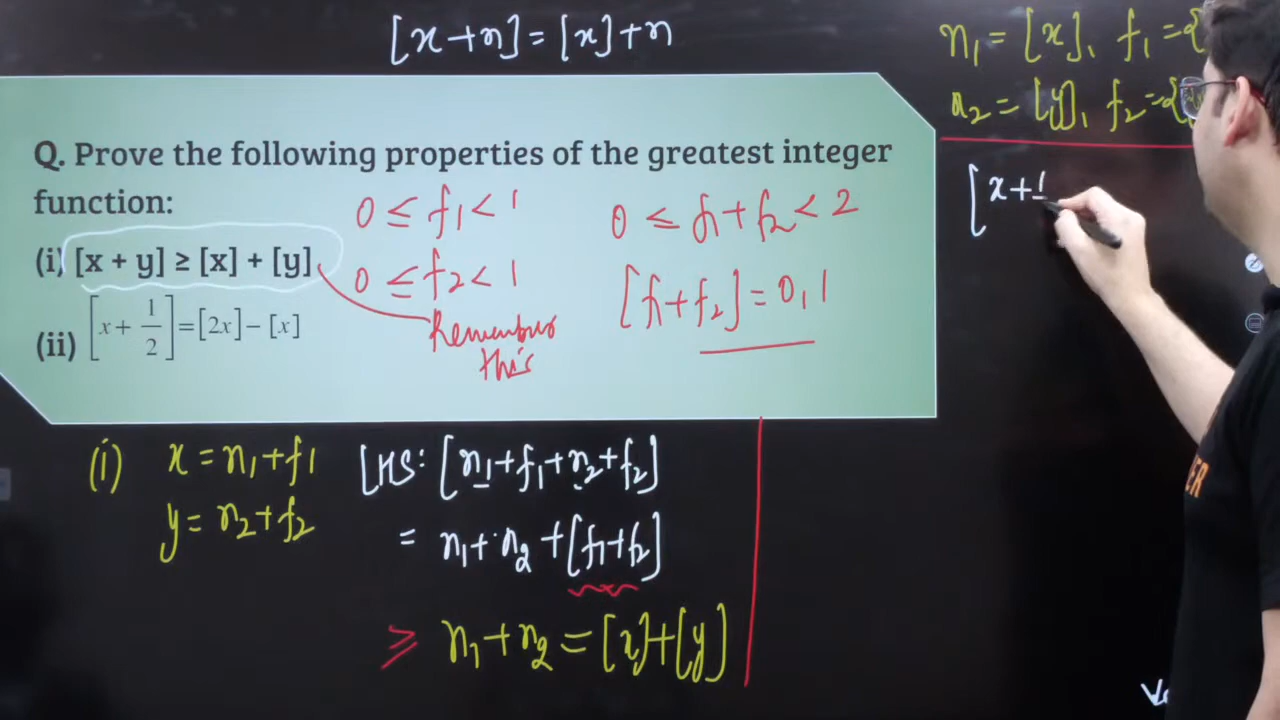 [x+n] = [x]+n
n₁ = [x], f₁ = {
n₂ = [y], f₂ = {
Q. Prove the following properties of the greatest integer
function:
0 ≤ f₁ < 1
0 ≤ f₁+f₂ < 2
(i) [x + y] ≥ [x] + [y]
0 ≤ f₂ < 1
[f₁+f₂] = 0, 1
Remember
this
(ii) [x + 1/2] = [2x] − [x]
[x+1
(i) x = n₁+f₁
y = n₂+f₂
LHS: [n₁+f₁+n₂+f₂]
= n₁+n₂+[f₁+f₂]
≥ n₁+n₂ = [x]+[y]